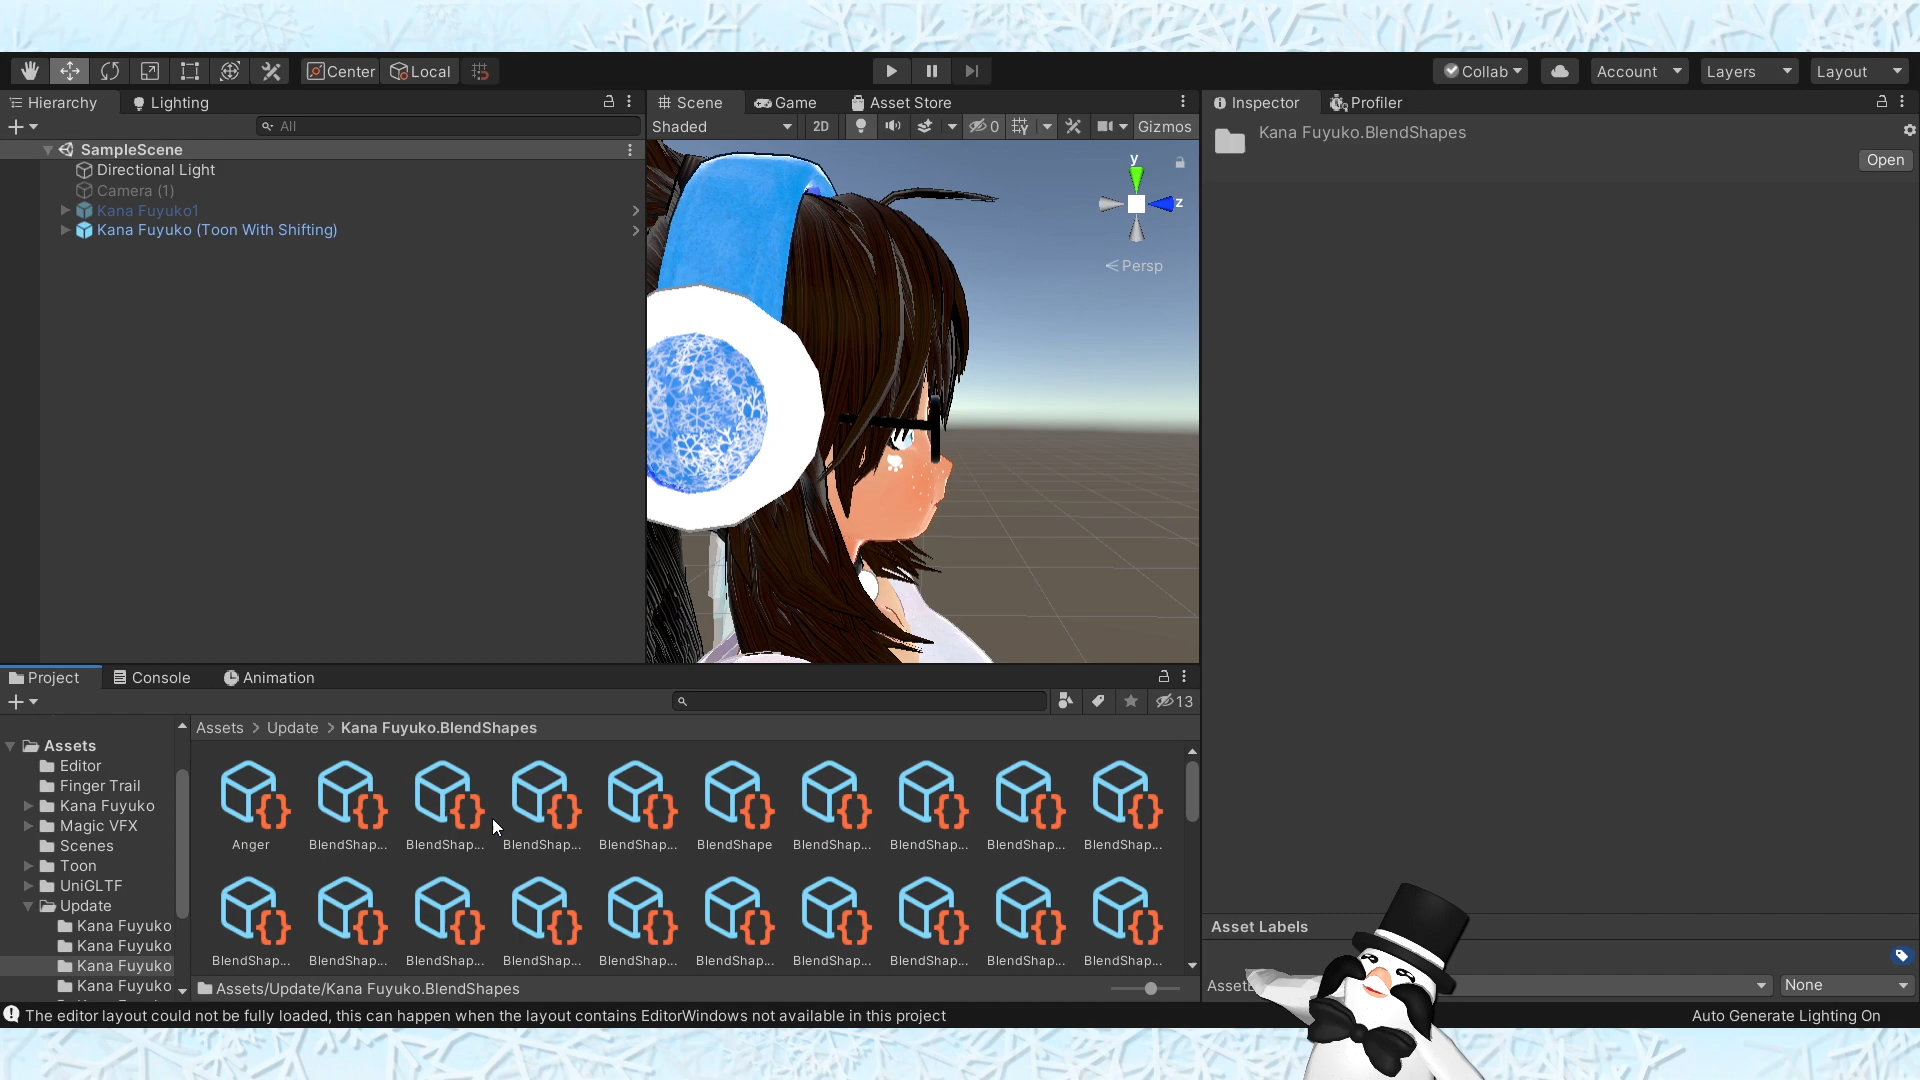 Center
Local
Collab
Account
Layers
Layout
Hierarchy
Lighting
All
SampleScene
Directional Light
Camera (1)
Kana Fuyuko1
Kana Fuyuko (Toon With Shifting)
Scene
Game
Asset Store
Shaded
2D
0
Gizmos
y
z
Persp
Inspector
Profiler
Kana Fuyuko.BlendShapes
Open
Project
Console
Animation
13
Assets
Editor
Finger Trail
Kana Fuyuko
Magic VFX
Scenes
Toon
UniGLTF
Update
Kana Fuyuko
Kana Fuyuko
Kana Fuyuko
Kana Fuyuko
Assets > Update > Kana Fuyuko.BlendShapes
Anger BlendShap... BlendShap... BlendShap... BlendShap... BlendShape BlendShap... BlendShap... BlendShap... BlendShap...
BlendShap... BlendShap... BlendShap... BlendShap... BlendShap... BlendShap... BlendShap... BlendShap... BlendShap... BlendShap...
Assets/Update/Kana Fuyuko.BlendShapes
Asset Labels
None
The editor layout could not be fully loaded, this can happen when the layout contains EditorWindows not available in this project
Auto Generate Lighting On